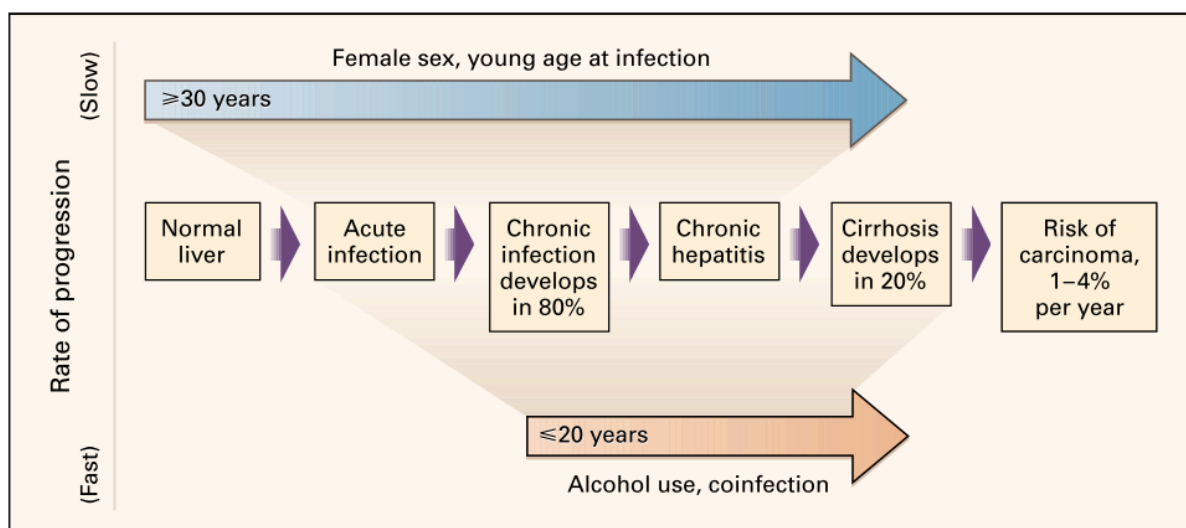 (Slow)
Rate of progression
(Fast)
Female sex, young age at infection
⩾30 years
Normal
liver
Acute
infection
Chronic
infection
develops
in 80%
Chronic
hepatitis
Cirrhosis
develops
in 20%
Risk of
carcinoma,
1–4%
per year
⩽20 years
Alcohol use, coinfection